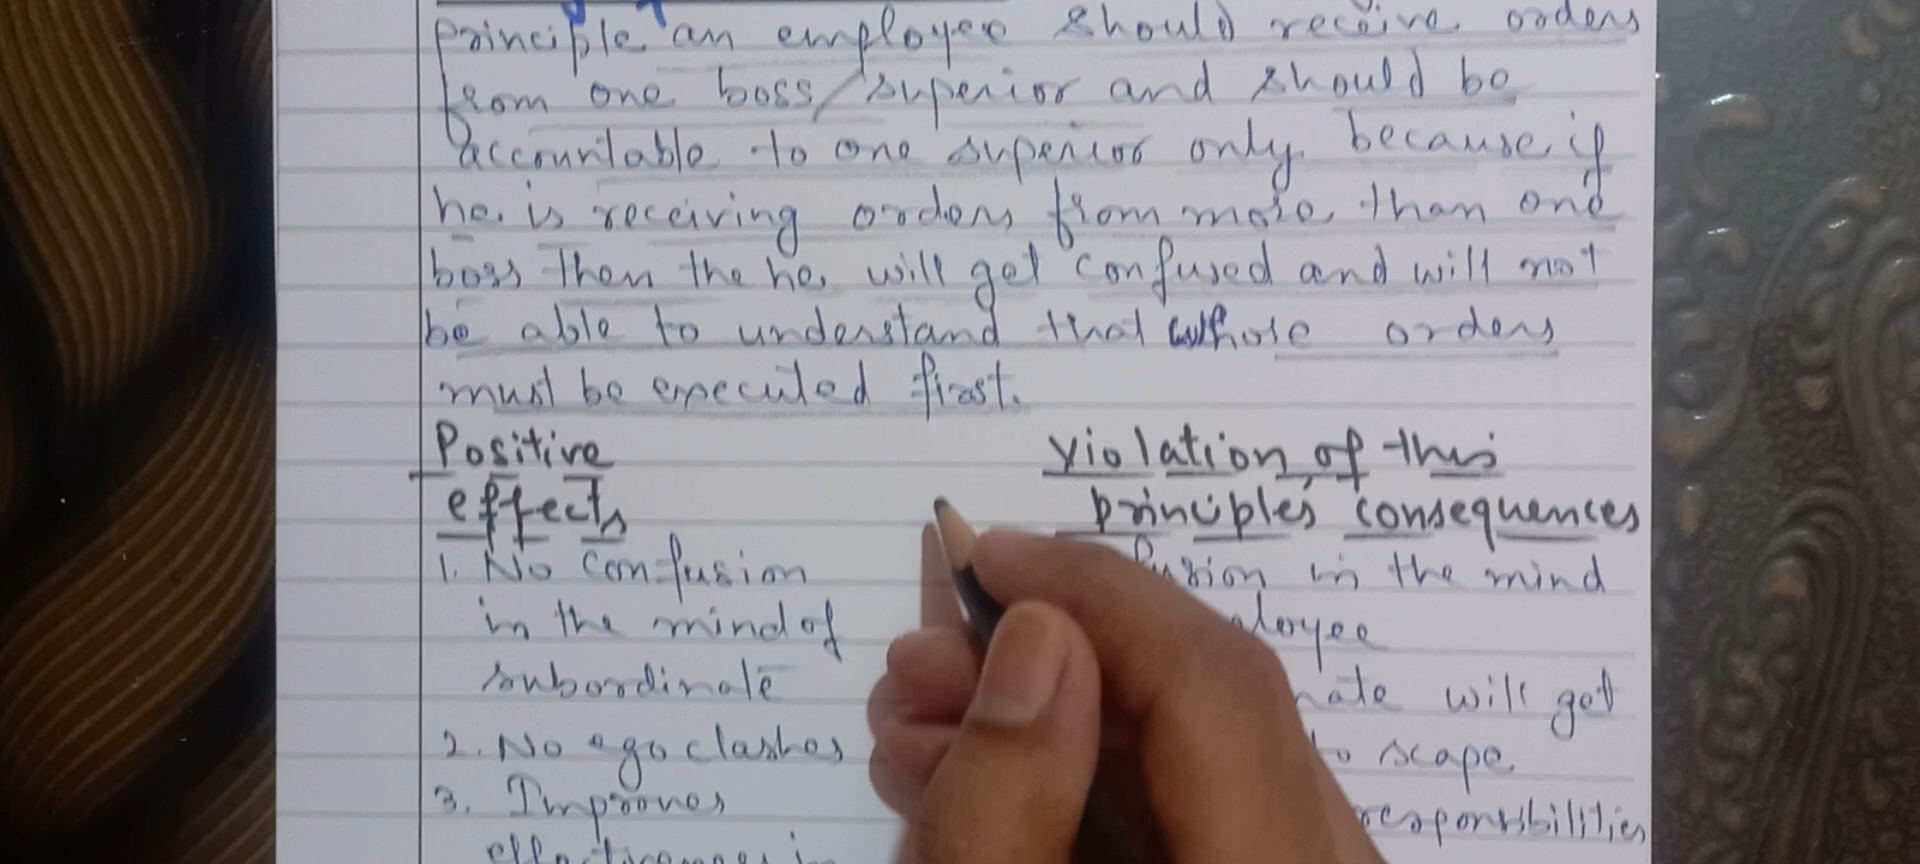 principle an employee should receive orders
from one boss/superior and should be
accountable to one superior only because if
he is receiving orders from more than one
boss then the he will get confused and will not
be able to understand that whose orders
must be executed first.
Positive
effects
1. No confusion
in the mind of
subordinate
2. No ego clashes
3. Improves
Violation of this
principles consequences
in the mind
will get
to scape
responsibilities